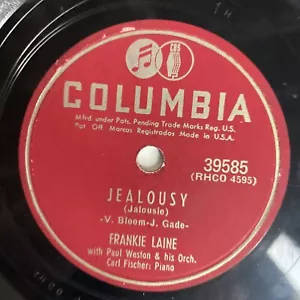 CBS
COLUMBIA
Mfrd. under Pats. Pending Trade Marks Reg. U.S.
Pat Off. Marcas Registradas Made in U.S.A.
39585
(RHCO 4595)
JEALOUSY
(Jalousie)
-V. Bloom-J. Gade-
FRANKIE LAINE
with Paul Weston & his Orch.
Carl Fischer: Piano